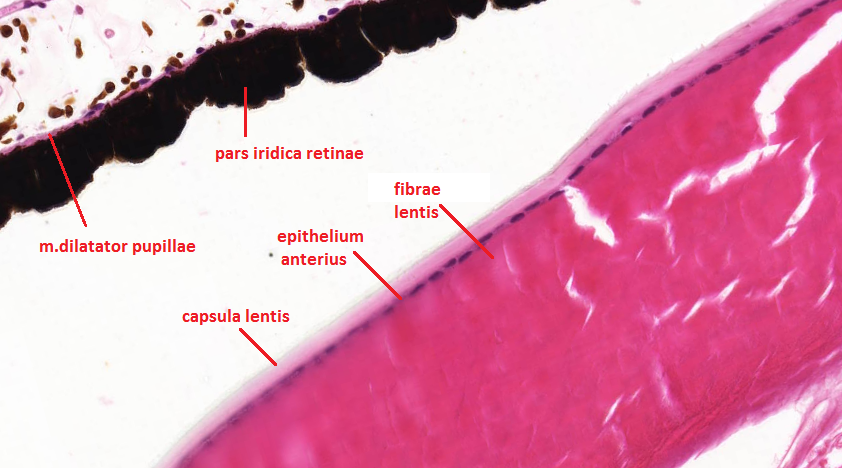 pars iridica retinae
fibrae
lentis
m.dilatator pupillae
epithelium
anterius
capsula lentis